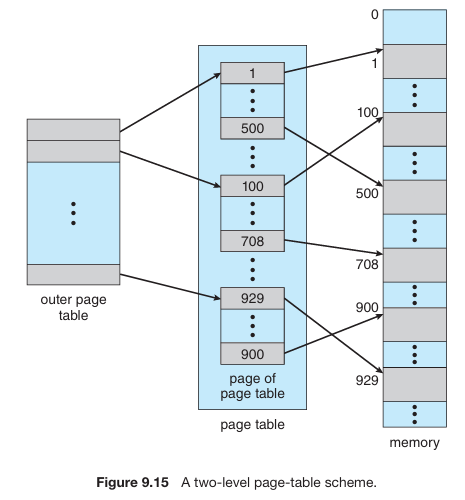 0
1
100
500
708
900
929
memory
1
500
100
708
929
900
page of
page table
page table
outer page
table
Figure 9.15 A two-level page-table scheme.